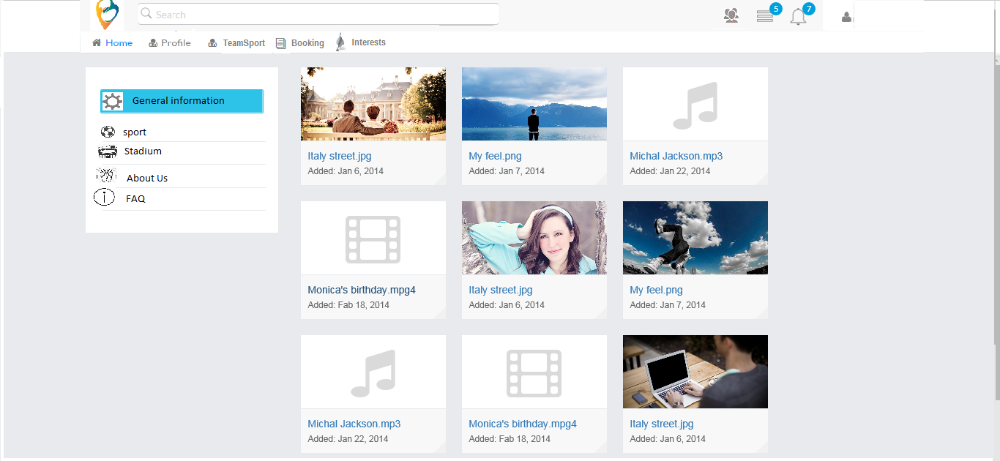 Search
5
7
Home
Profile
TeamSport
Booking
Interests
General information
sport
Stadium
About Us
FAQ
Italy street.jpg
Added: Jan 6, 2014
My feel.png
Added: Jan 7, 2014
Michal Jackson.mp3
Added: Jan 22, 2014
Monica's birthday.mpg4
Added: Fab 18, 2014
Italy street.jpg
Added: Jan 6, 2014
My feel.png
Added: Jan 7, 2014
Michal Jackson.mp3
Added: Jan 22, 2014
Monica's birthday.mpg4
Added: Fab 18, 2014
Italy street.jpg
Added: Jan 6, 2014